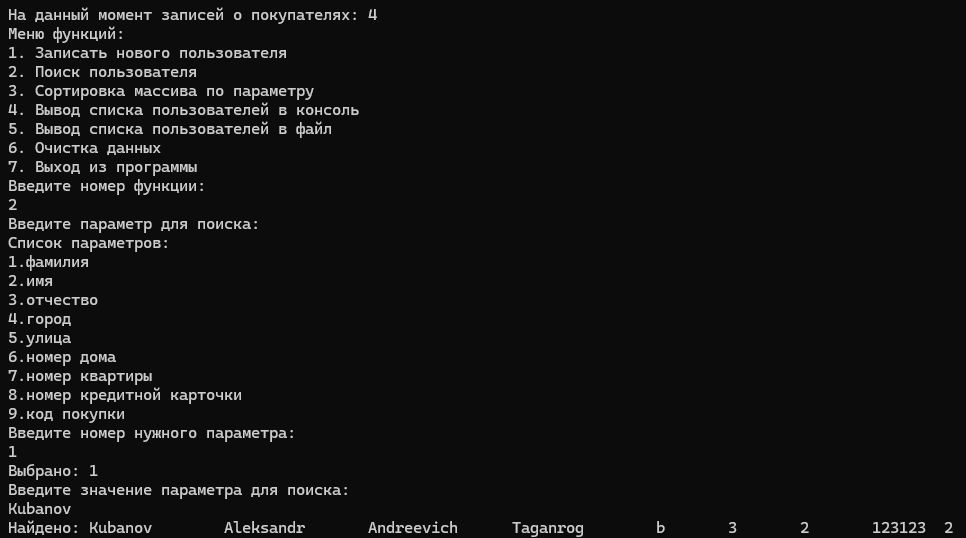 На данный момент записей о покупателях: 4
Меню функций:
1. Записать нового пользователя
2. Поиск пользователя
3. Сортировка массива по параметру
4. Вывод списка пользователей в консоль
5. Вывод списка пользователей в файл
6. Очистка данных
7. Выход из программы
Введите номер функции:
2
Введите параметр для поиска:
Список параметров:
1.фамилия
2.имя
3.отчество
4.город
5.улица
6.номер дома
7.номер квартиры
8.номер кредитной карточки
9.код покупки
Введите номер нужного параметра:
1
Выбрано: 1
Введите значение параметра для поиска:
Kubanov
Найдено: Kubanov Aleksandr Andreevich Taganrog b 3 2 123123 2